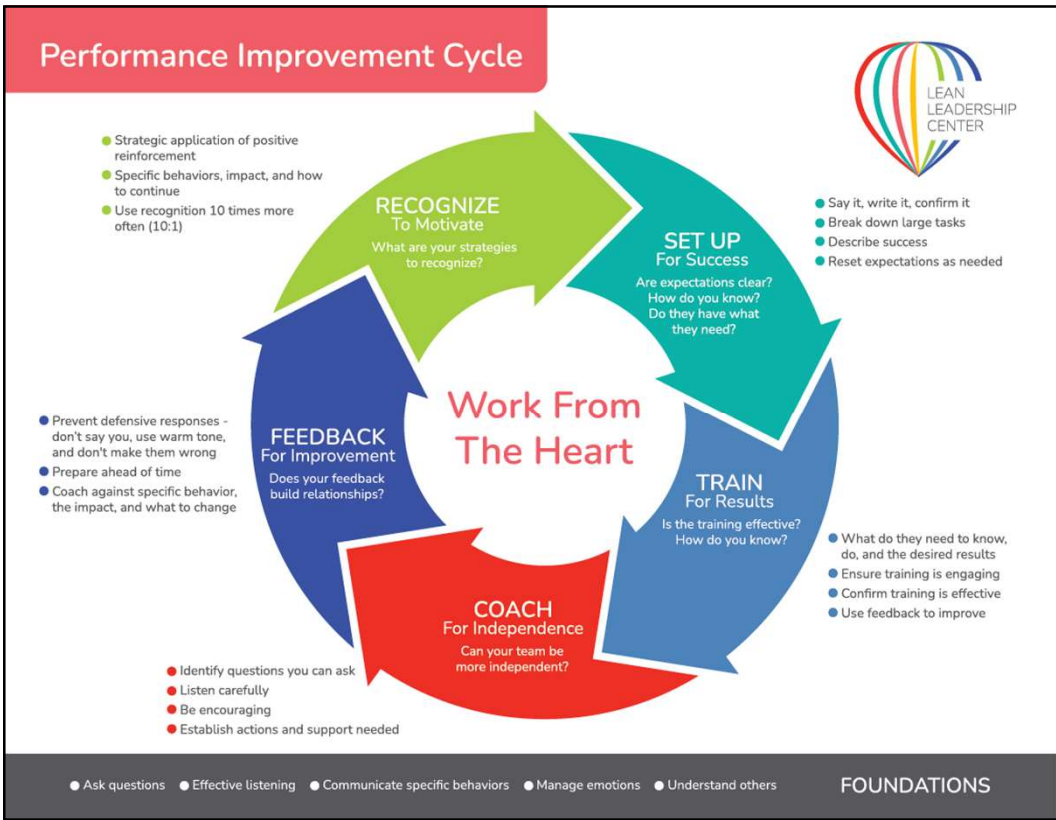 Performance Improvement Cycle
LEAN
LEADERSHIP
CENTER
Strategic application of positive
reinforcement
Specific behaviors, impact, and how
to continue
Use recognition 10 times more
often (10:1)
RECOGNIZE
To Motivate
What are your strategies
to recognize?
SET UP
For Success
Are expectations clear?
How do you know?
Do they have what
they need?
Say it, write it, confirm it
Break down large tasks
Describe success
Reset expectations as needed
Work From
The Heart
Prevent defensive responses -
don't say you, use warm tone,
and don't make them wrong
Prepare ahead of time
Coach against specific behavior,
the impact, and what to change
FEEDBACK
For Improvement
Does your feedback
build relationships?
TRAIN
For Results
Is the training effective?
How do you know?
What do they need to know,
do, and the desired results
Ensure training is engaging
Confirm training is effective
Use feedback to improve
COACH
For Independence
Can your team be
more independent?
Identify questions you can ask
Listen carefully
Be encouraging
Establish actions and support needed
Ask questions Effective listening Communicate specific behaviors Manage emotions Understand others FOUNDATIONS